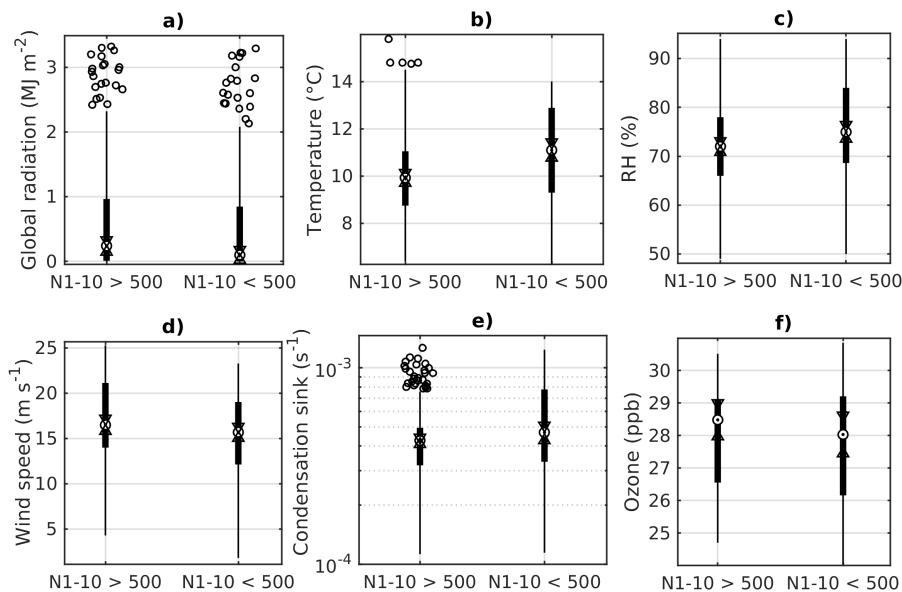 a)
Global radiation (MJ m-2)
3
2
1
0
N1-10 > 500
N1-10 < 500
b)
Temperature (°C)
14
12
10
8
N1-10 > 500
N1-10 < 500
c)
RH (%)
90
80
70
60
50
N1-10 > 500
N1-10 < 500
d)
Wind speed (m s-1)
25
20
15
10
5
N1-10 > 500
N1-10 < 500
e)
Condensation sink (s-1)
10-3
10-4
N1-10 > 500
N1-10 < 500
f)
Ozone (ppb)
30
29
28
27
26
25
N1-10 > 500
N1-10 < 500